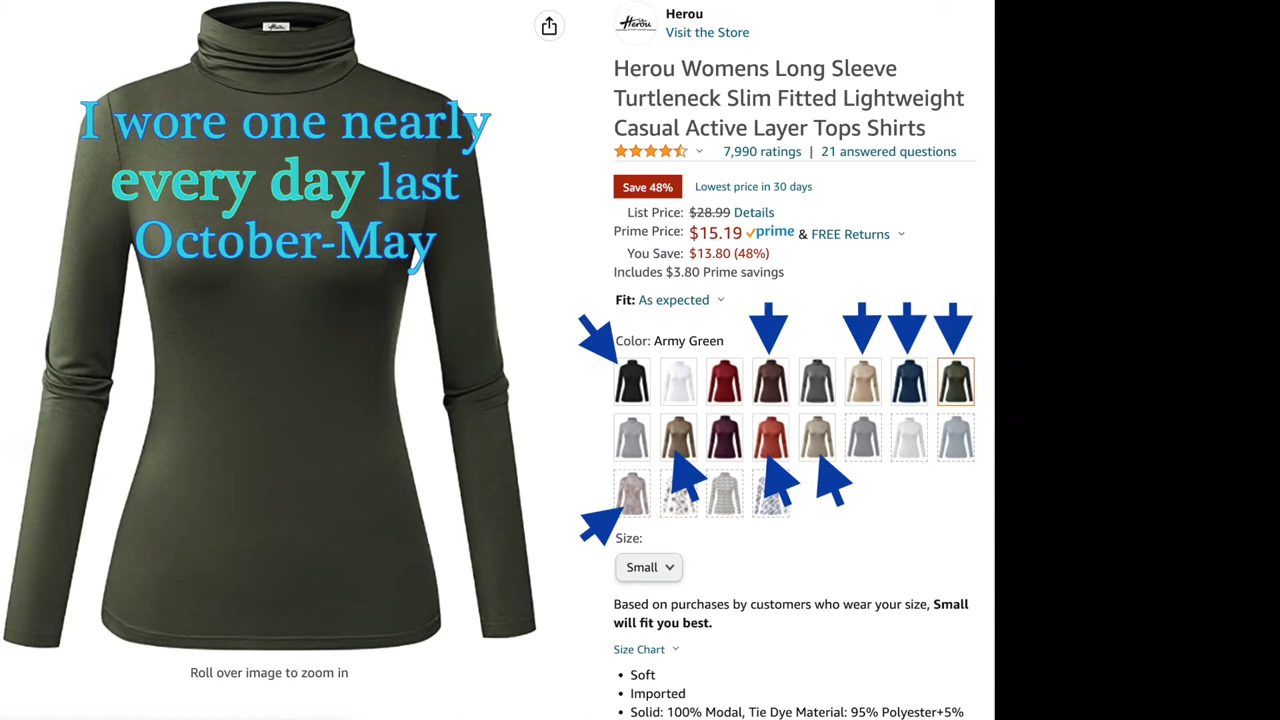 Herou
Herou
Visit the Store
Herou Womens Long Sleeve
Turtleneck Slim Fitted Lightweight
Casual Active Layer Tops Shirts
7,990 ratings | 21 answered questions
Save 48% Lowest price in 30 days
List Price: $28.99 Details
Prime Price: $15.19 prime & FREE Returns
You Save: $13.80 (48%)
Includes $3.80 Prime savings
Fit: As expected
Color: Army Green
Size:
Small
Based on purchases by customers who wear your size, Small
will fit you best.
Size Chart
• Soft
• Imported
• Solid: 100% Modal, Tie Dye Material: 95% Polyester+5%
I wore one nearly
every day last
October-May
Roll over image to zoom in